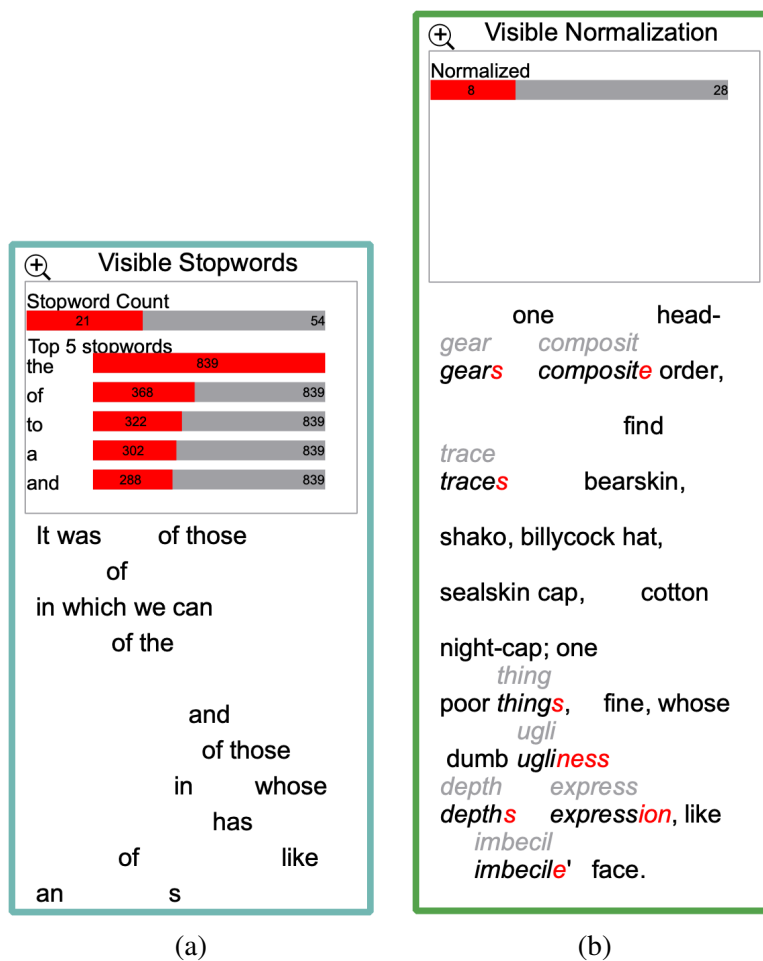 Visible Stopwords
Stopword Count
21 54
Top 5 stopwords
the 839
of 368 839
to 322 839
a 302 839
and 288 839
It was of those
of
in which we can
of the
and
of those
in whose
has
of like
an s
(a)
Visible Normalization
Normalized
8 28
one head-
gear composit
gears composite order,
find
trace
traces bearskin,
shako, billycock hat,
sealskin cap, cotton
night-cap; one
thing
poor things, fine, whose
ugli
dumb ugliness
depth express
depths expression, like
imbecil
imbecile' face.
(b)